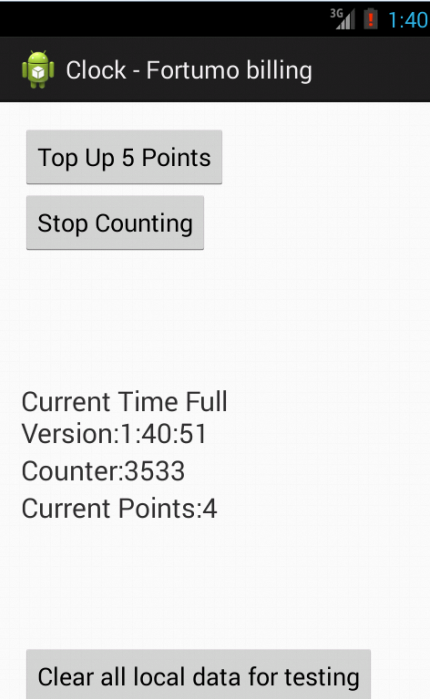 3G 1:40
Clock - Fortumo billing
Top Up 5 Points
Stop Counting
Current Time Full
Version:1:40:51
Counter:3533
Current Points:4
Clear all local data for testing